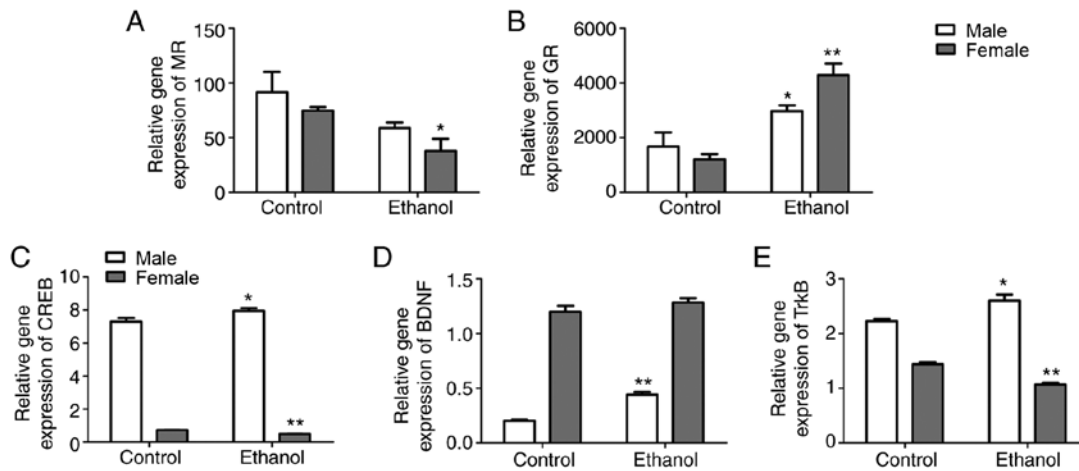 A
Relative gene
expression of MR
150
100
50
0
*
Control
Ethanol
B
Relative gene
expression of GR
6000
4000
2000
0
*
**
Control
Ethanol
Male
Female
C
Male
Female
Relative gene
expression of CREB
10
8
6
4
2
0
*
**
Control
Ethanol
D
Relative gene
expression of BDNF
1.5
1.0
0.5
0.0
**
Control
Ethanol
E
Relative gene
expression of TrkB
3
2
1
0
*
**
Control
Ethanol